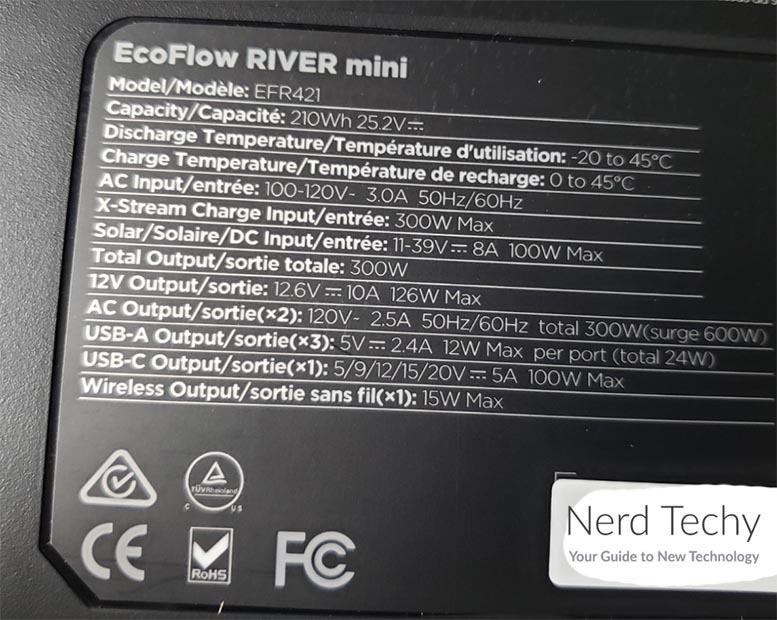 EcoFlow RIVER mini
Model/Modèle: EFR421
Capacity/Capacité: 210Wh 25.2V⎓
Discharge Temperature/Température d'utilisation: -20 to 45°C
Charge Temperature/Température de recharge: 0 to 45°C
AC Input/entrée: 100-120V~ 3.0A 50Hz/60Hz
X-Stream Charge Input/entrée: 300W Max
Solar/Solaire/DC Input/entrée: 11-39V⎓ 8A 100W Max
Total Output/sortie totale: 300W
12V Output/sortie: 12.6V⎓ 10A 126W Max
AC Output/sortie(×2): 120V~ 2.5A 50Hz/60Hz total 300W(surge 600W)
USB-A Output/sortie(×3): 5V⎓ 2.4A 12W Max per port (total 24W)
USB-C Output/sortie(×1): 5/9/12/15/20V⎓ 5A 100W Max
Wireless Output/sortie sans fil(×1): 15W Max
TÜVRheinland
C US
CE
RoHS
FC
Nerd Techy
Your Guide to New Technology